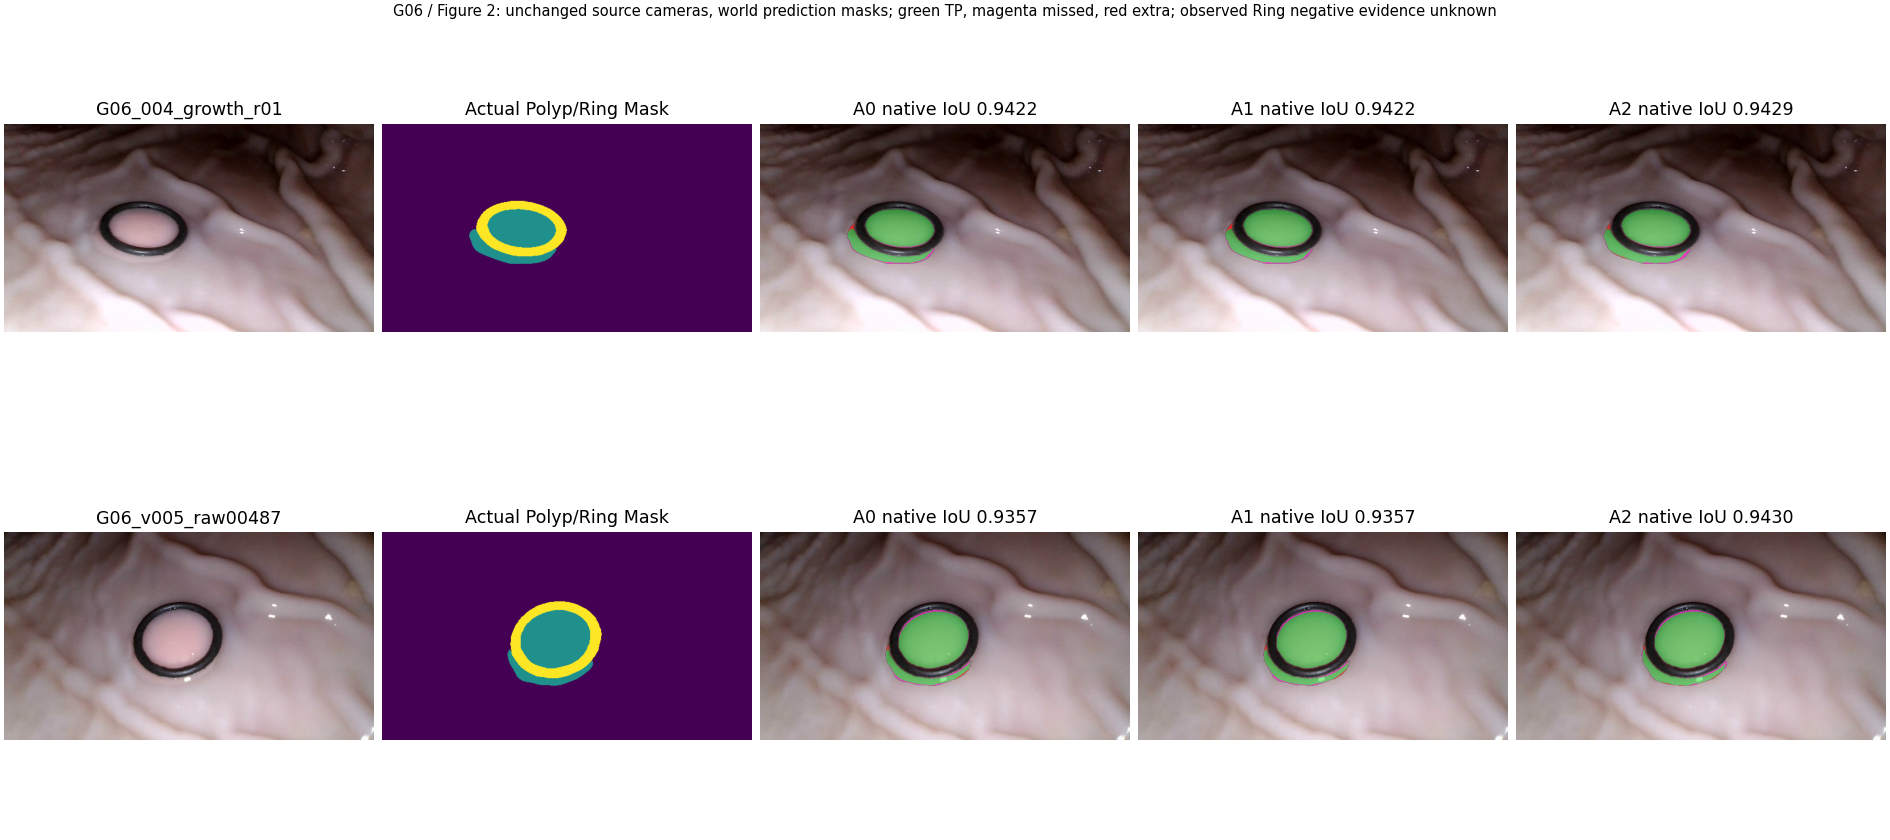 G06 / Figure 2: unchanged source cameras, world prediction masks; green TP, magenta missed, red extra; observed Ring negative evidence unknown
G06_004_growth_r01
Actual Polyp/Ring Mask
A0 native IoU 0.9422
A1 native IoU 0.9422
A2 native IoU 0.9429
G06_v005_raw00487
Actual Polyp/Ring Mask
A0 native IoU 0.9357
A1 native IoU 0.9357
A2 native IoU 0.9430